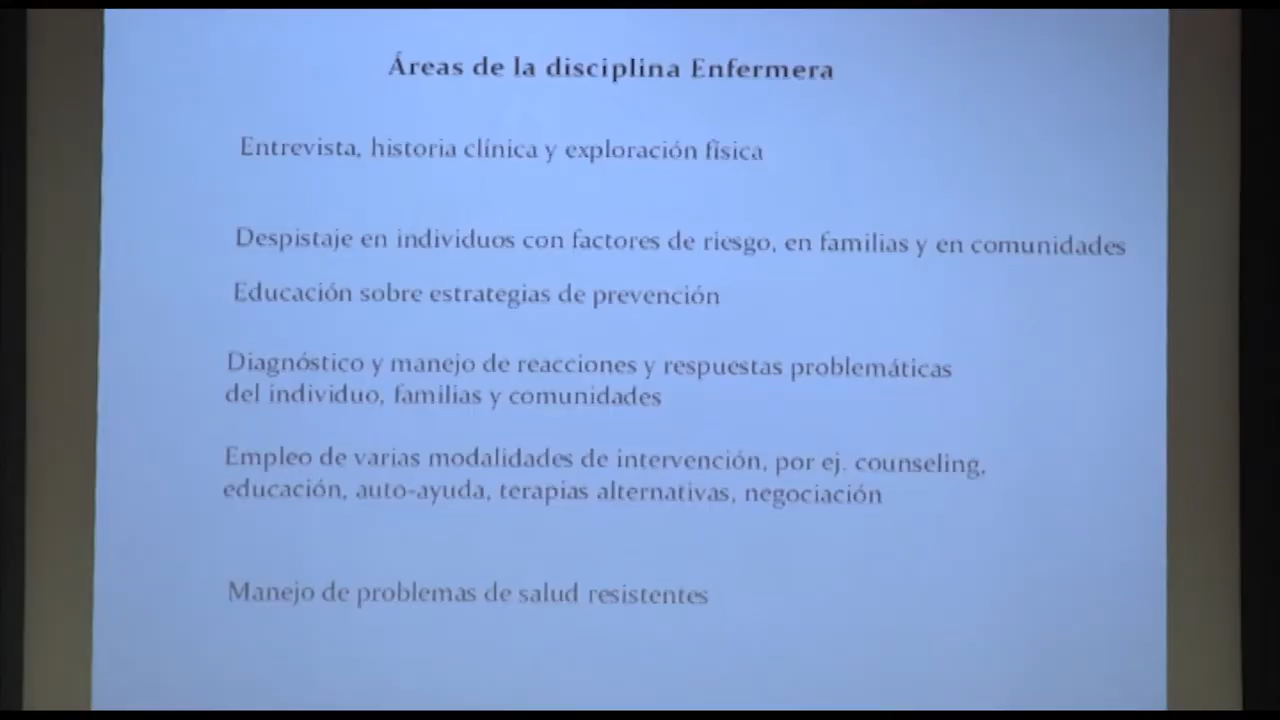 Áreas de la disciplina Enfermera
Entrevista, historia clínica y exploración física
Despistaje en individuos con factores de riesgo, en familias y en comunidades
Educación sobre estrategias de prevención
Diagnóstico y manejo de reacciones y respuestas problemáticas
del individuo, familias y comunidades
Empleo de varias modalidades de intervención, por ej. counseling,
educación, auto-ayuda, terapias alternativas, negociación
Manejo de problemas de salud resistentes